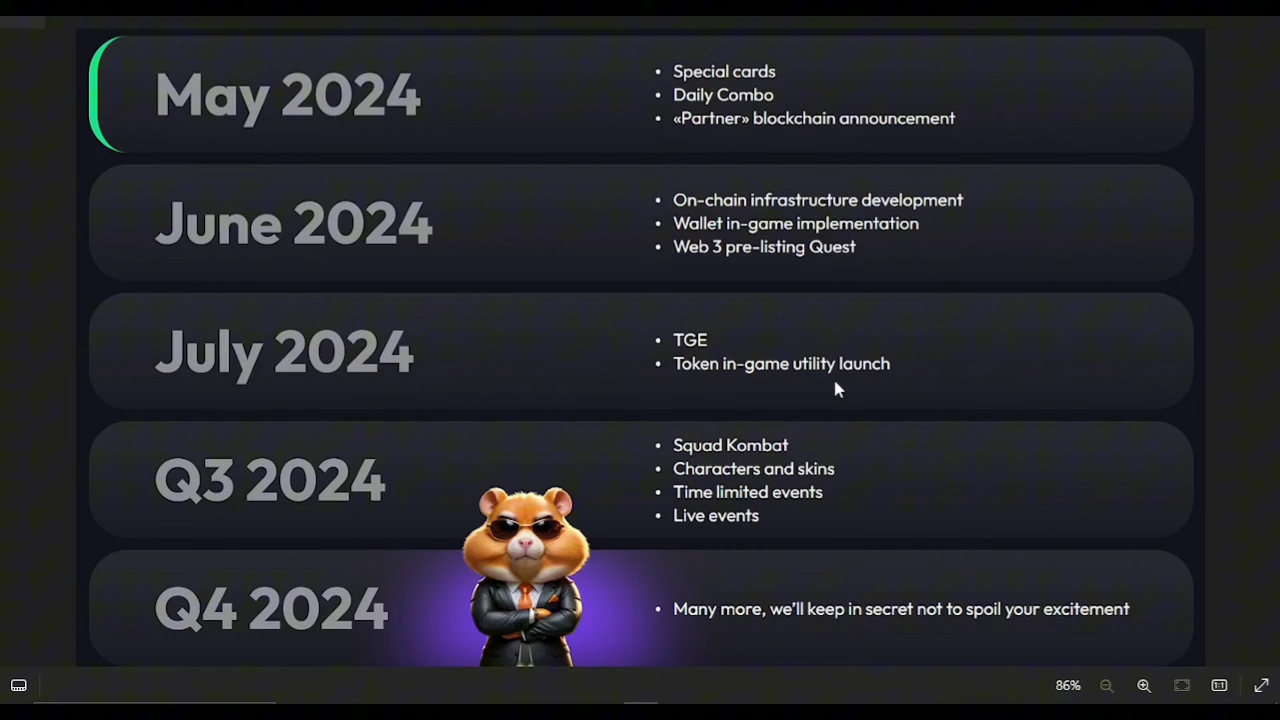 May 2024
• Special cards
• Daily Combo
• «Partner» blockchain announcement
June 2024
• On-chain infrastructure development
• Wallet in-game implementation
• Web 3 pre-listing Quest
July 2024
• TGE
• Token in-game utility launch
Q3 2024
• Squad Kombat
• Characters and skins
• Time limited events
• Live events
Q4 2024
• Many more, we'll keep in secret not to spoil your excitement
86%
1:1